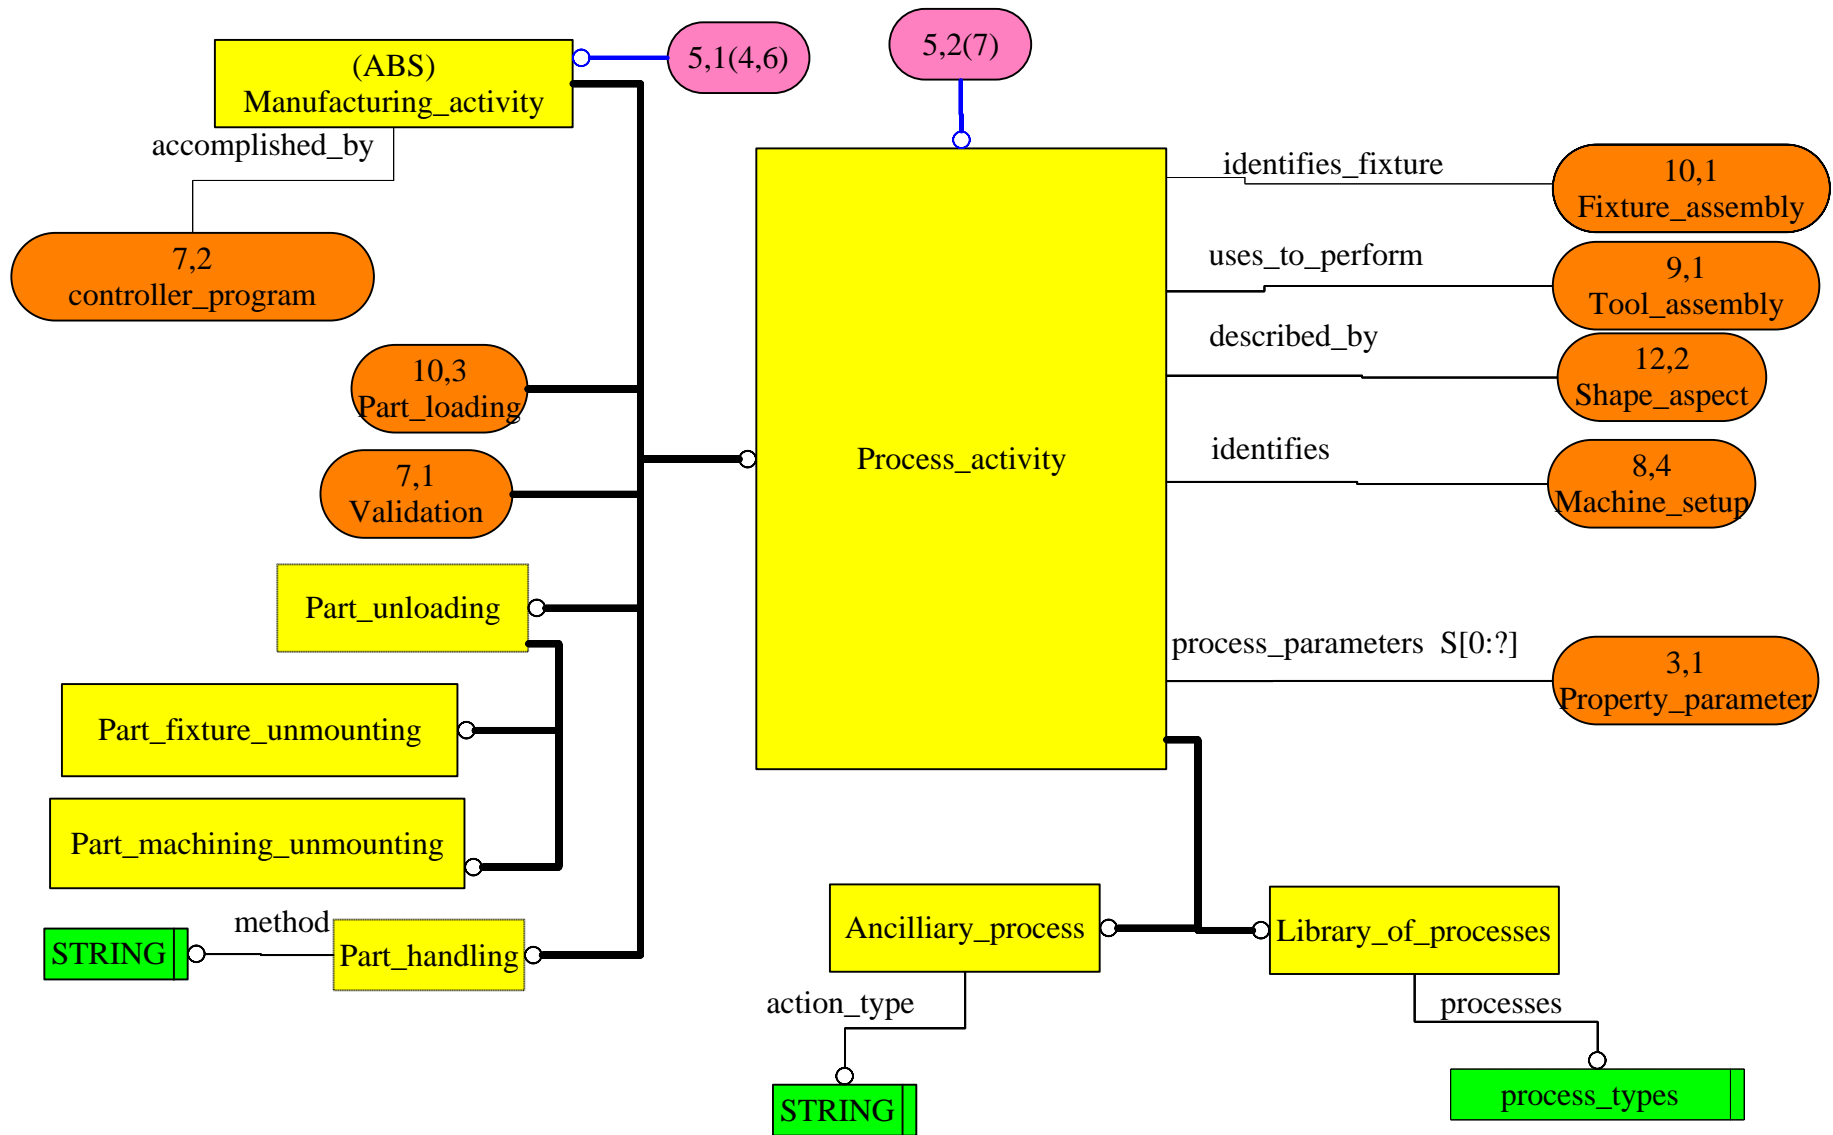 (ABS)
Manufacturing_activity
5,1(4,6)
5,2(7)
accomplished_by
7,2
controller_program
identifies_fixture
10,1
Fixture_assembly
uses_to_perform
9,1
Tool_assembly
described_by
12,2
Shape_aspect
10,3
Part_loading
7,1
Validation
Process_activity
identifies
8,4
Machine_setup
Part_unloading
process_parameters S[0:?]
3,1
Property_parameter
Part_fixture_unmounting
Part_machining_unmounting
method
STRING
Part_handling
Ancilliary_process
Library_of_processes
action_type
processes
STRING
process_types